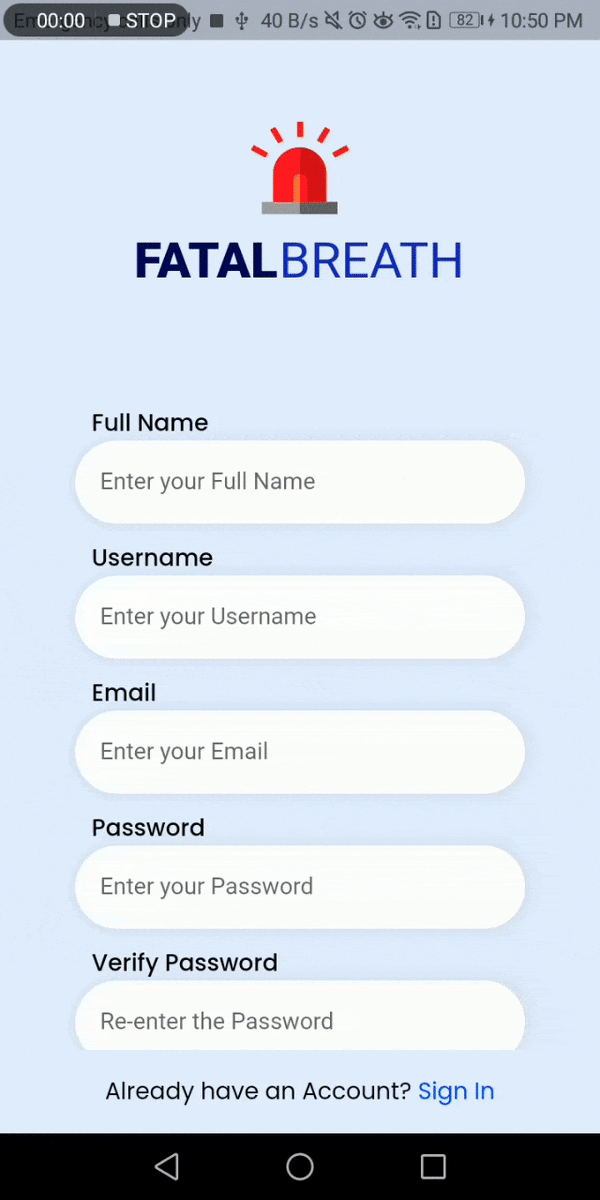 00:00 STOP 40 B/s 82 10:50 PM
FATALBREATH
Full Name
Enter your Full Name
Username
Enter your Username
Email
Enter your Email
Password
Enter your Password
Verify Password
Re-enter the Password
Already have an Account? Sign In